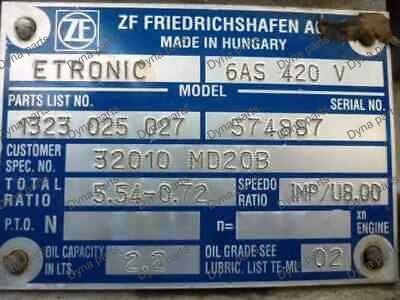 ZF FRIEDRICHSHAFEN AG
MADE IN HUNGARY
ETRONIC 6AS 420 V
MODEL
PARTS LIST NO. SERIAL NO.
1323 025 027 574887
CUSTOMER SPEC. NO. 32010 MD20B
TOTAL RATIO 5.54-0.72 SPEEDO RATIO IMP/U8.00
P.T.O. N n= xn ENGINE
OIL CAPACITY IN LTS OIL GRADE SEE LUBRIC. LIST TE-ML 02
Dyna parts